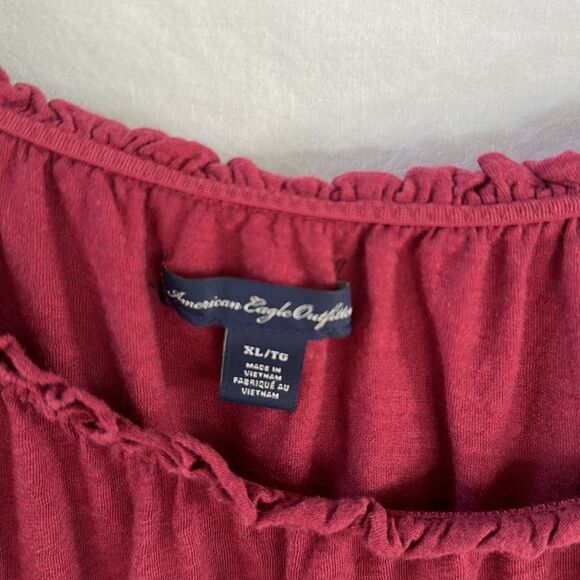 American Eagle Outfitters
XL/TG
MADE IN
VIETNAM
FABRIQUÉ AU
VIETNAM